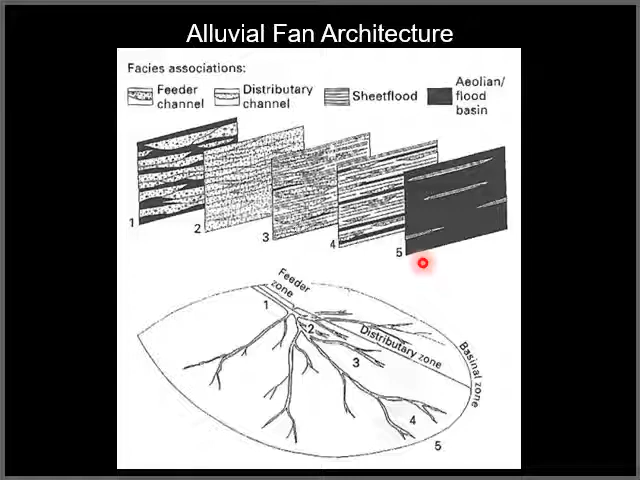 Alluvial Fan Architecture
Facies associations:
Feeder channel
Distributary channel
Sheetflood
Aeolian/ flood basin
1
2
3
4
5
Feeder zone
1
2
Distributary zone
3
Basinal zone
4
5